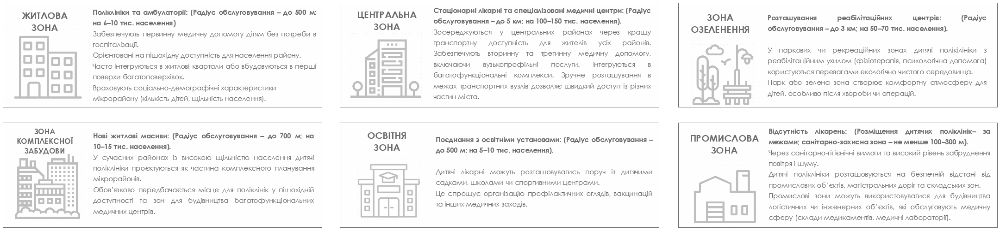 ЖИТЛОВА
ЗОНА
Поліклініки та амбулаторії: (Радіус обслуговування – до 500 м;
на 6–10 тис. населення)
Забезпечують первинну медичну допомогу дітям без потреби в
госпіталізації.
Орієнтовані на пішохідну доступність для населення району.
Часто інтегруються в житлові квартали або вбудовуються в перші
поверхи багатоповерхівок.
Враховують соціально-демографічні характеристики
мікрорайону (кількість дітей, щільність населення).
ЦЕНТРАЛЬНА
ЗОНА
Стаціонарні лікарні та спеціалізовані медичні центри: (Радіус
обслуговування – до 5 км; на 100–150 тис. населення).
Зосереджуються у центральних районах через кращу
транспортну доступність для жителів усіх районів.
Забезпечують вторинну та третинну медичну допомогу,
включаючи вузькопрофільні послуги. Інтегруються в
багатофункціональні комплекси. Зручне розташування в
межах транспортних вузлів дозволяє швидкий доступ із різних
частин міста.
ЗОНА
ОЗЕЛЕНЕННЯ
Розташування реабілітаційних центрів: (Радіус
обслуговування – до 3 км; на 50–70 тис. населення).
У паркових чи рекреаційних зонах дитячі полікілініки з
реабілітаційним ухилом (фізіотерапія, психологічна допомога)
користуються перевагами екологічно чистого середовища.
Парк або зелена зона створює комфортну атмосферу для
дітей, особливо після хвороби чи операцій.
ЗОНА
КОМПЛЕКСНОЇ
ЗАБУДОВИ
Нові житлові масиви: (Радіус обслуговування – до 700 м; на
10–15 тис. населення).
У сучасних районах із високою щільністю населення дитячі
поліклініки проєктуються як частина комплексного планування
мікрорайонів.
Обов’язково передбачається місце для поліклінік у пішохідній
доступності та зон для будівництва багатофункціональних
медичних центрів.
ОСВІТНЯ
ЗОНА
Поєднання з освітніми установами: (Радіус обслуговування –
до 500 м; на 5–10 тис. населення).
Дитячі лікарні можуть розташовуватись поруч із дитячими
садками, школами чи спортивними центрами.
Це спрощує організацію профілактичних оглядів, вакцинацій
та інших медичних заходів.
ПРОМИСЛОВА
ЗОНА
Відсутність лікарень: (Розміщення дитячих поліклінік– за
межами; санітарно-захисна зона – не менше 100–300 м).
Через санітарно-гігієнічні вимоги та високий рівень забруднення
повітря і шуму.
Дитячі поліклініки розташовуються на безпечній відстані від
промислових об’єктів, магістральних доріг та складських зон.
Промислові зони можуть використовуватися для будівництва
логістичних чи інженерних об’єктів, які обслуговують медичну
сферу (склади медикаментів, медичні лабораторії).